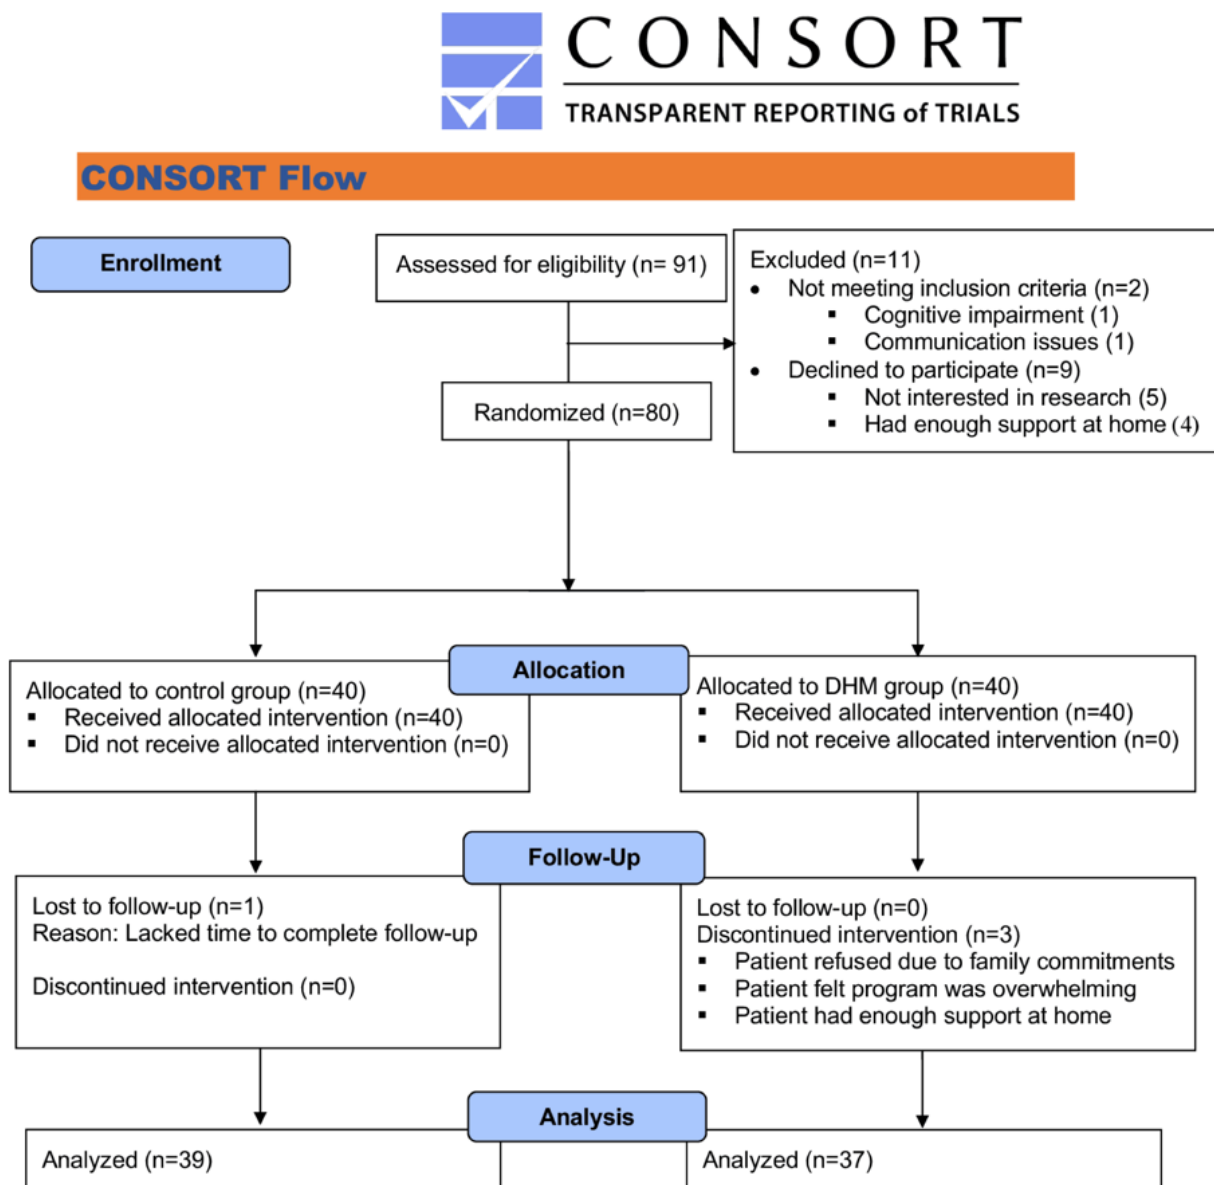 CONSORT
TRANSPARENT REPORTING of TRIALS
CONSORT Flow
Enrollment
Assessed for eligibility (n= 91)
Excluded (n=11)
• Not meeting inclusion criteria (n=2)
▪ Cognitive impairment (1)
▪ Communication issues (1)
• Declined to participate (n=9)
▪ Not interested in research (5)
▪ Had enough support at home (4)
Randomized (n=80)
Allocation
Allocated to control group (n=40)
▪ Received allocated intervention (n=40)
▪ Did not receive allocated intervention (n=0)
Allocated to DHM group (n=40)
▪ Received allocated intervention (n=40)
▪ Did not receive allocated intervention (n=0)
Follow-Up
Lost to follow-up (n=1)
Reason: Lacked time to complete follow-up
Discontinued intervention (n=0)
Lost to follow-up (n=0)
Discontinued intervention (n=3)
▪ Patient refused due to family commitments
▪ Patient felt program was overwhelming
▪ Patient had enough support at home
Analysis
Analyzed (n=39)
Analyzed (n=37)